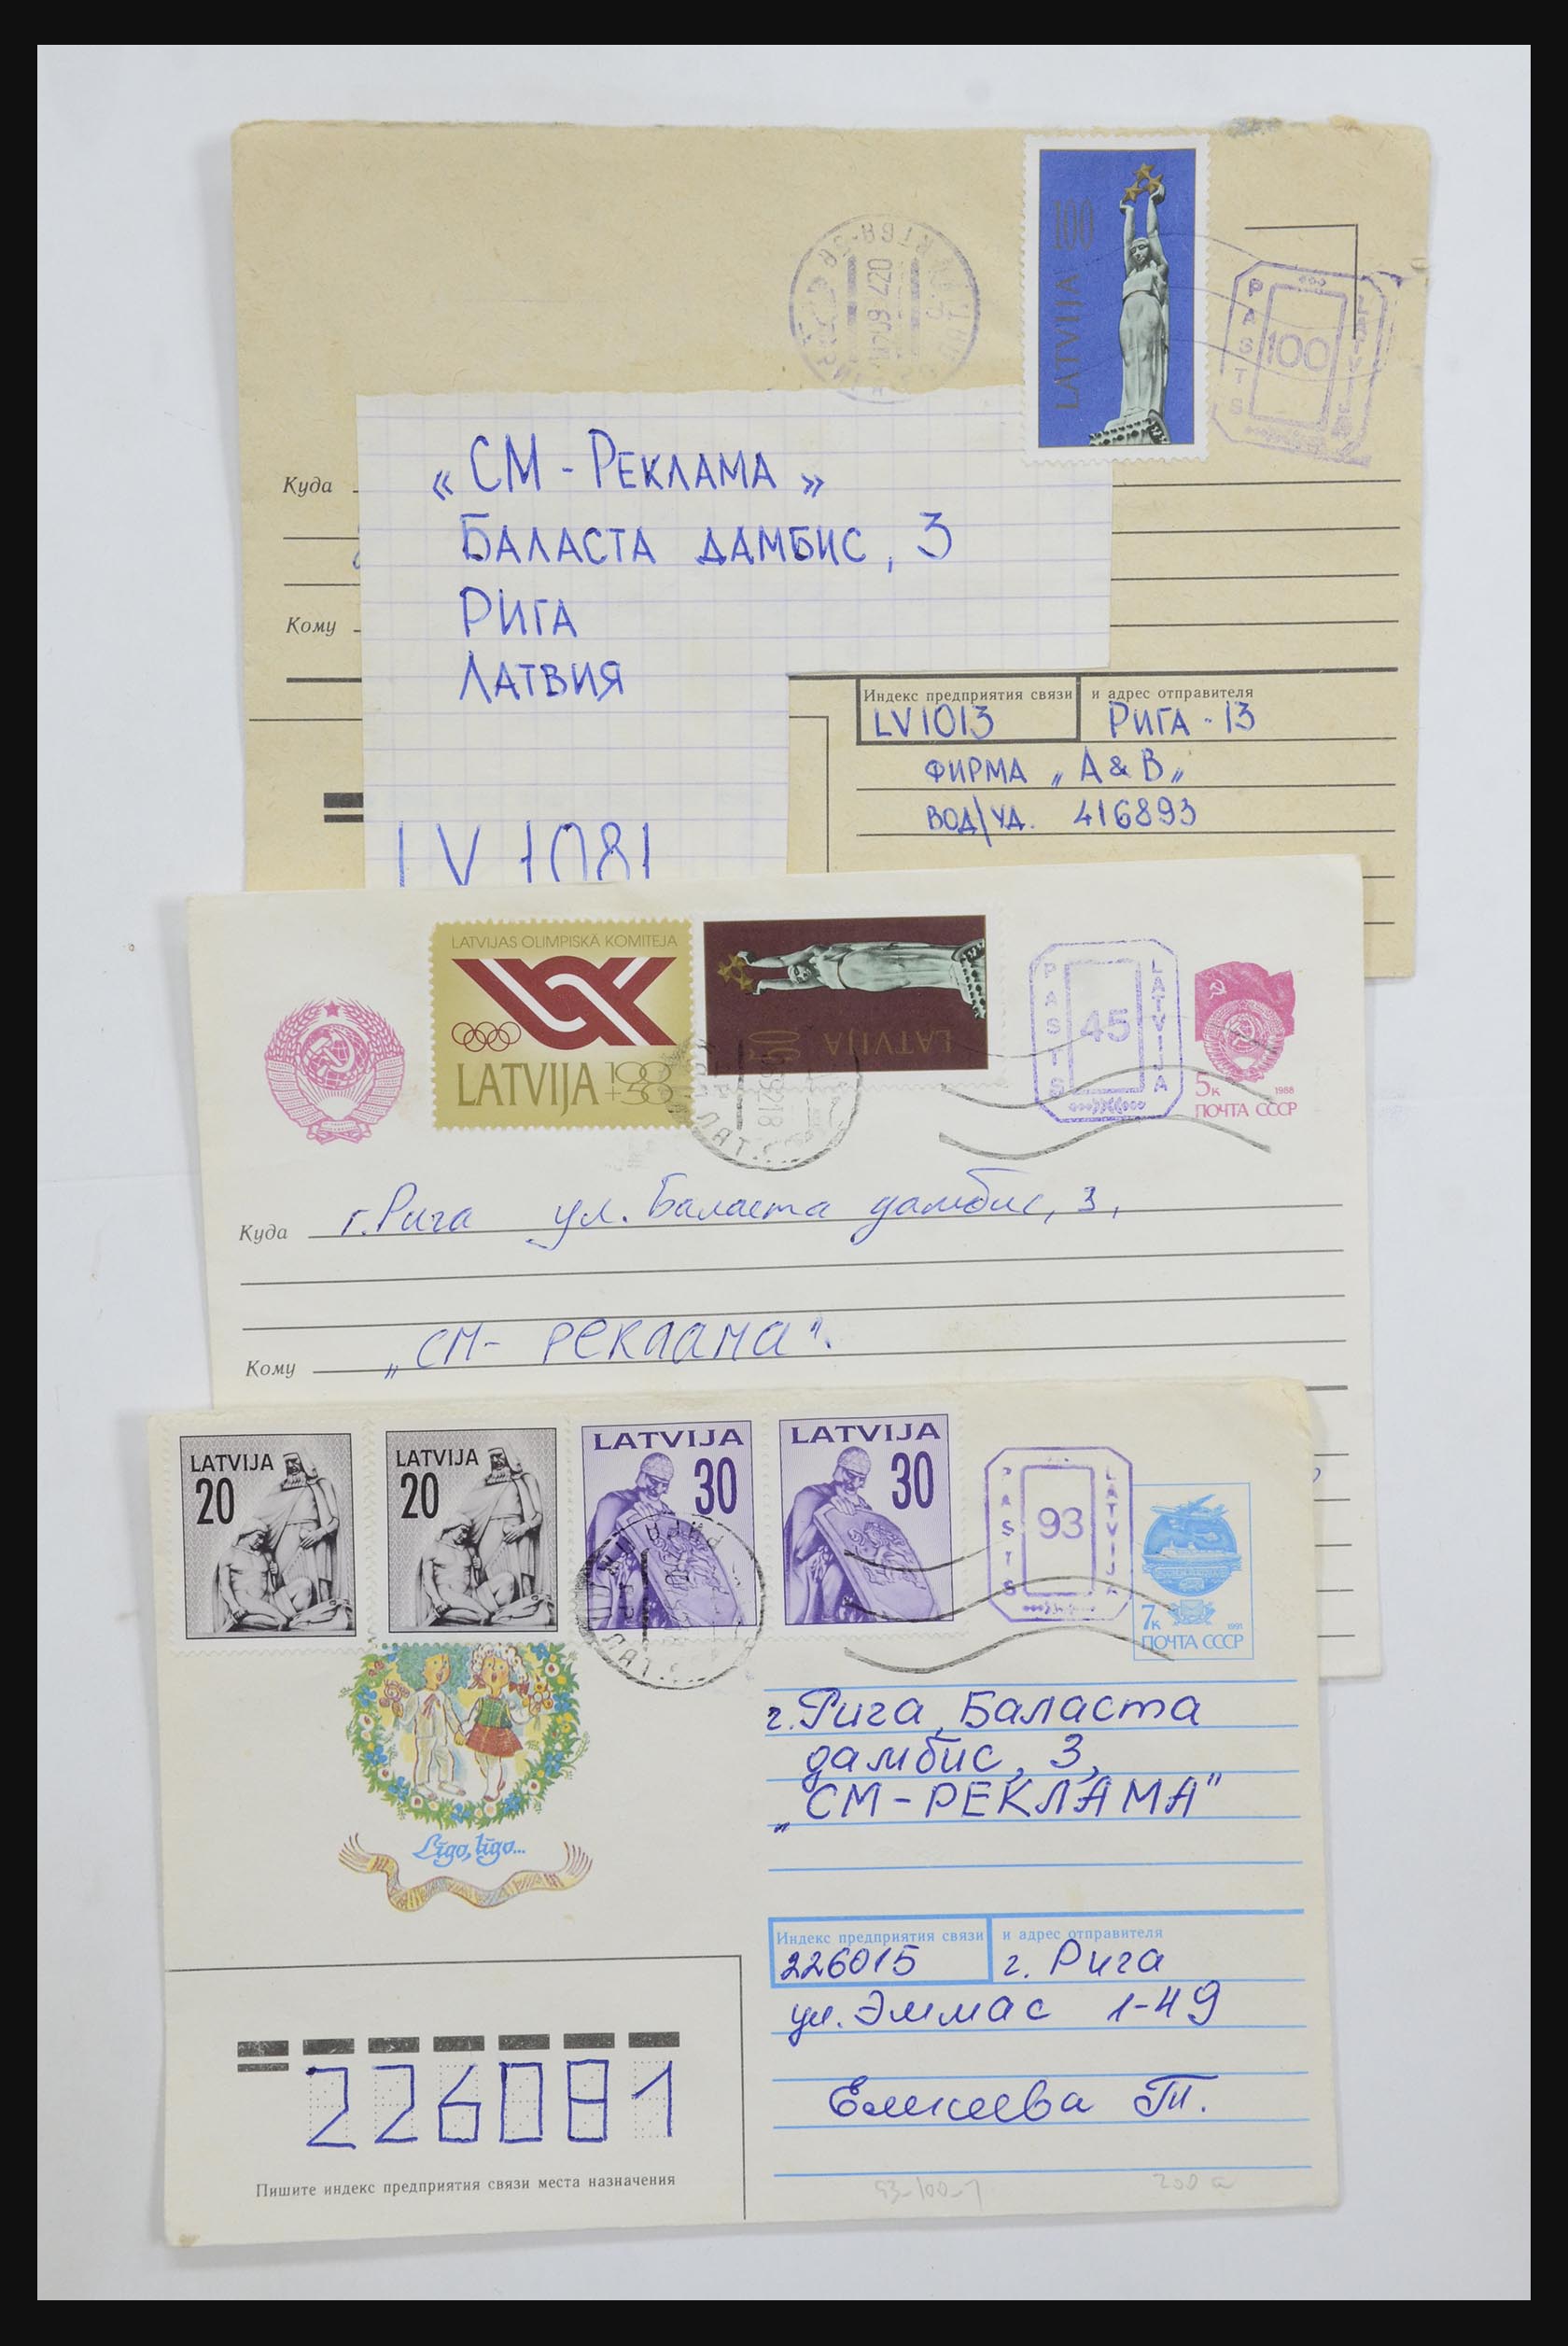 100
LATVIJA
PASTS
100
Куда
Кому
« СМ - РЕКЛАМА »
БАЛАСТА ДАМБИС, 3
РИГА
ЛАТВИЯ
LV 1081
Индекс предприятия связи и адрес отправителя
LV1013 РИГА - 13
ФИРМА „A & B„
ВОД/УД. 416893
LATVIJAS OLIMPISKĀ KOMITEJA
LATVIJA 100
+50
LATVIJA
PASTS 45 LATVIJA
5к 1988
ПОЧТА СССР
Куда г. Рига ул. Баласта дамбис, 3,
Кому „СМ- РЕКЛАМА".
LATVIJA
20
LATVIJA
20
LATVIJA
30
LATVIJA
30
PASTS 93 LATVIJA
7к 1991
ПОЧТА СССР
Līgo, līgo...
г. Рига, Баласта
дамбис, 3,
„СМ-РЕКЛАМА"
Индекс предприятия связи и адрес отправителя
226015 г. Рига
ул. Эммас 1-49
Т.
226081
Пишите индекс предприятия связи места назначения